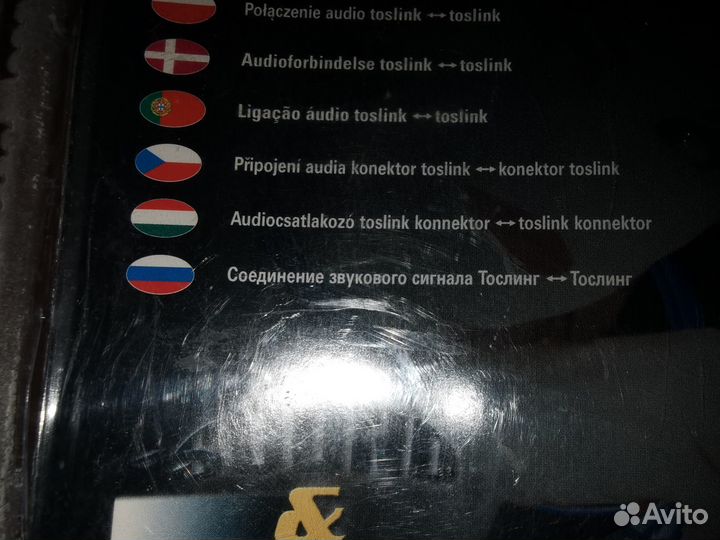 Połączenie audio toslink ↔ toslink
Audioforbindelse toslink ↔ toslink
Ligação áudio toslink ↔ toslink
Připojení audia konektor toslink ↔ konektor toslink
Audiocsatlakozó toslink konnektor ↔ toslink konnektor
Соединение звукового сигнала Тослинг ↔ Тослинг
&
Avito